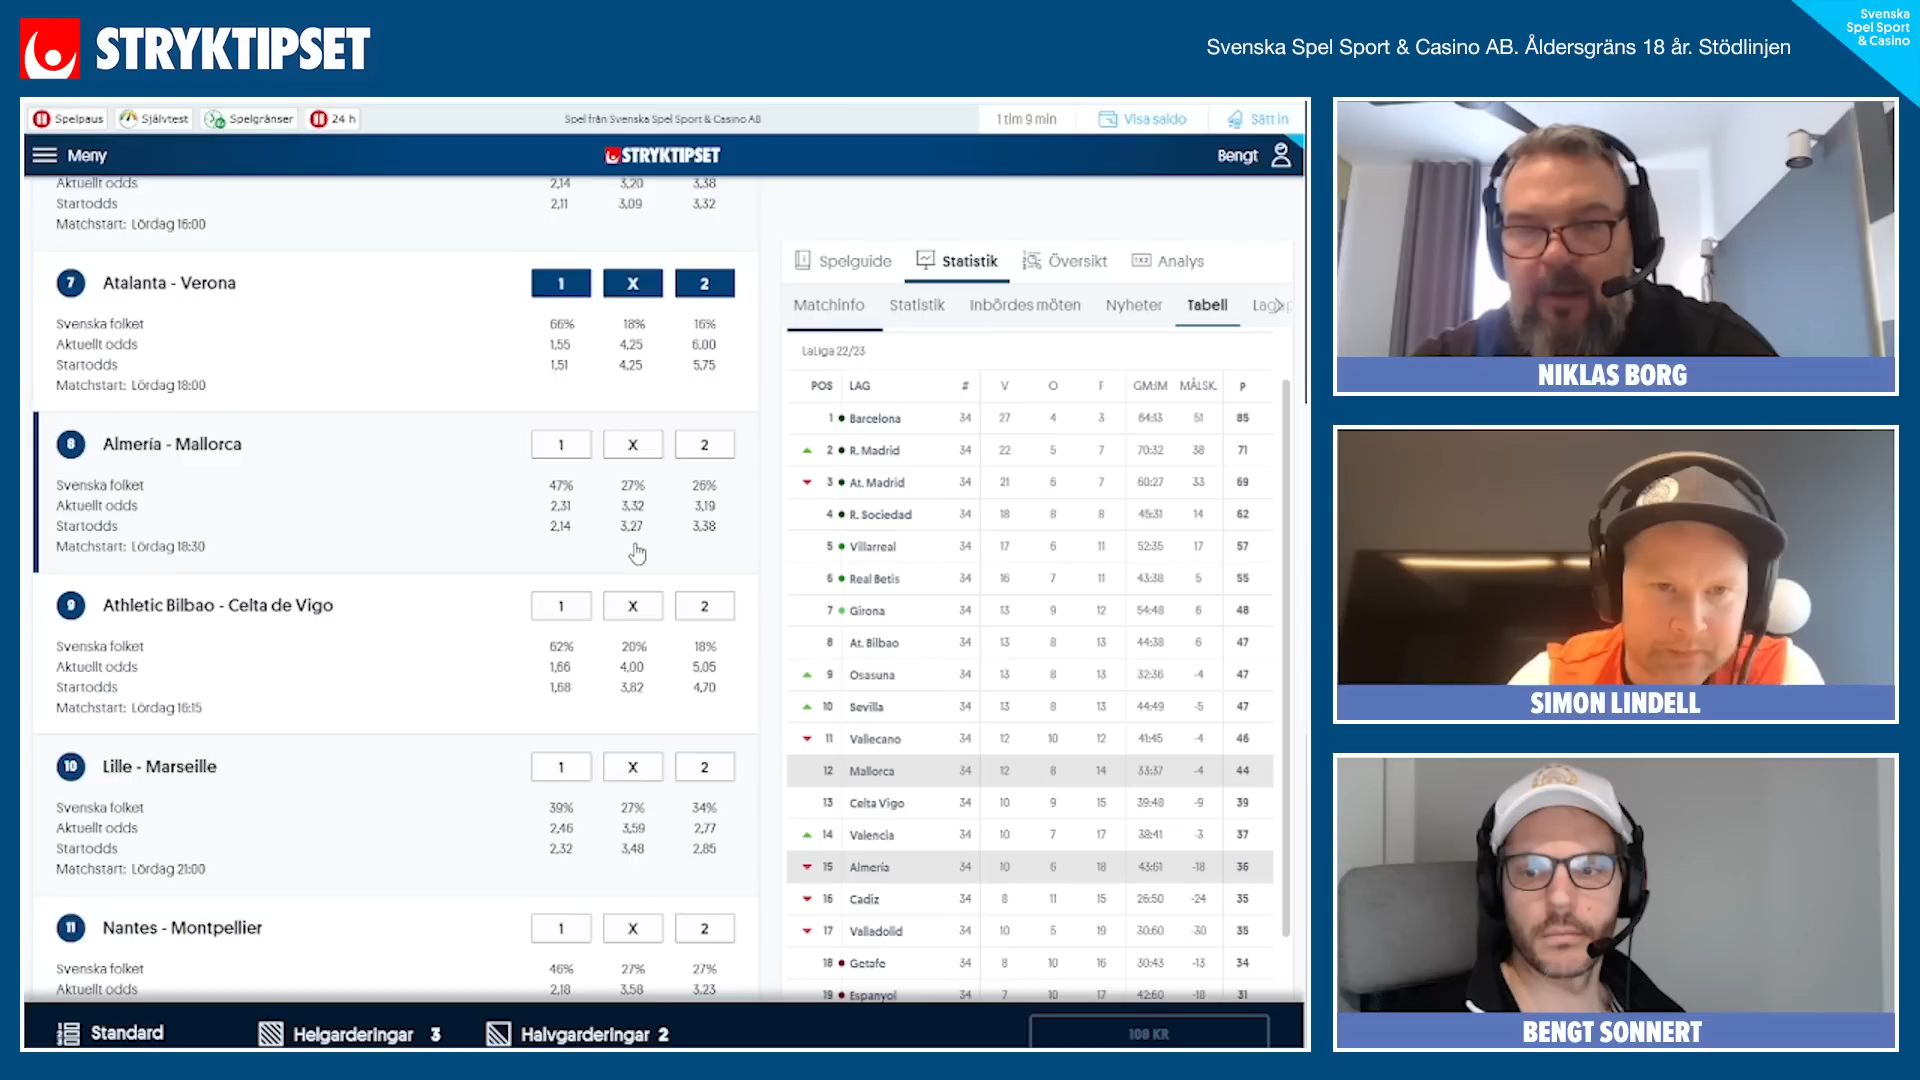 STRYKTIPSET
Svenska Spel Sport & Casino AB. Åldersgräns 18 år. Stödlinjen
Svenska
Spel Sport
& Casino
Spelpaus Självtest Spelgränser 24 h
Spel från Svenska Spel Sport & Casino AB
1 tim 9 min Visa saldo Sätt in
Meny STRYKTIPSET Bengt
Aktuellt odds 2,14 3,20 3,38
Startodds 2,11 3,09 3,32
Matchstart: Lördag 16:00
7 Atalanta - Verona 1 X 2
Svenska folket 66% 18% 16%
Aktuellt odds 1,55 4,25 6,00
Startodds 1,51 4,25 5,75
Matchstart: Lördag 18:00
8 Almería - Mallorca 1 X 2
Svenska folket 47% 27% 26%
Aktuellt odds 2,31 3,32 3,19
Startodds 2,14 3,27 3,38
Matchstart: Lördag 18:30
9 Athletic Bilbao - Celta de Vigo 1 X 2
Svenska folket 62% 20% 18%
Aktuellt odds 1,66 4,00 5,05
Startodds 1,68 3,82 4,70
Matchstart: Lördag 16:15
10 Lille - Marseille 1 X 2
Svenska folket 39% 27% 34%
Aktuellt odds 2,46 3,59 2,77
Startodds 2,32 3,48 2,85
Matchstart: Lördag 21:00
11 Nantes - Montpellier 1 X 2
Svenska folket 46% 27% 27%
Aktuellt odds 2,18 3,58 3,23
Standard Helgarderingar 3 Halvgarderingar 2 108 KR
Spelguide Statistik Översikt Analys
Matchinfo Statistik Inbördes möten Nyheter Tabell
LaLiga 22/23
POS LAG # V O F GM:IM MÅLSK. P
1 Barcelona 34 27 4 3 64:13 51 85
2 R. Madrid 34 22 5 7 70:32 38 71
3 At. Madrid 34 21 6 7 60:27 33 69
4 R. Sociedad 34 18 8 8 45:31 14 62
5 Villarreal 34 17 6 11 52:35 17 57
6 Real Betis 34 16 7 11 43:38 5 55
7 Girona 34 13 9 12 54:48 6 48
8 At. Bilbao 34 13 8 13 44:38 6 47
9 Osasuna 34 13 8 13 32:36 -4 47
10 Sevilla 34 13 8 13 44:49 -5 47
11 Vallecano 34 12 10 12 41:45 -4 46
12 Mallorca 34 12 8 14 33:37 -4 44
13 Celta Vigo 34 10 9 15 39:48 -9 39
14 Valencia 34 10 7 17 38:41 -3 37
15 Almería 34 10 6 18 43:61 -18 36
16 Cadiz 34 8 11 15 26:50 -24 35
17 Valladolid 34 10 5 19 30:60 -30 35
18 Getafe 34 8 10 16 30:43 -13 34
19 Espanyol 34 7 10 17 42:60 -18 31
NIKLAS BORG
SIMON LINDELL
BENGT SONNERT